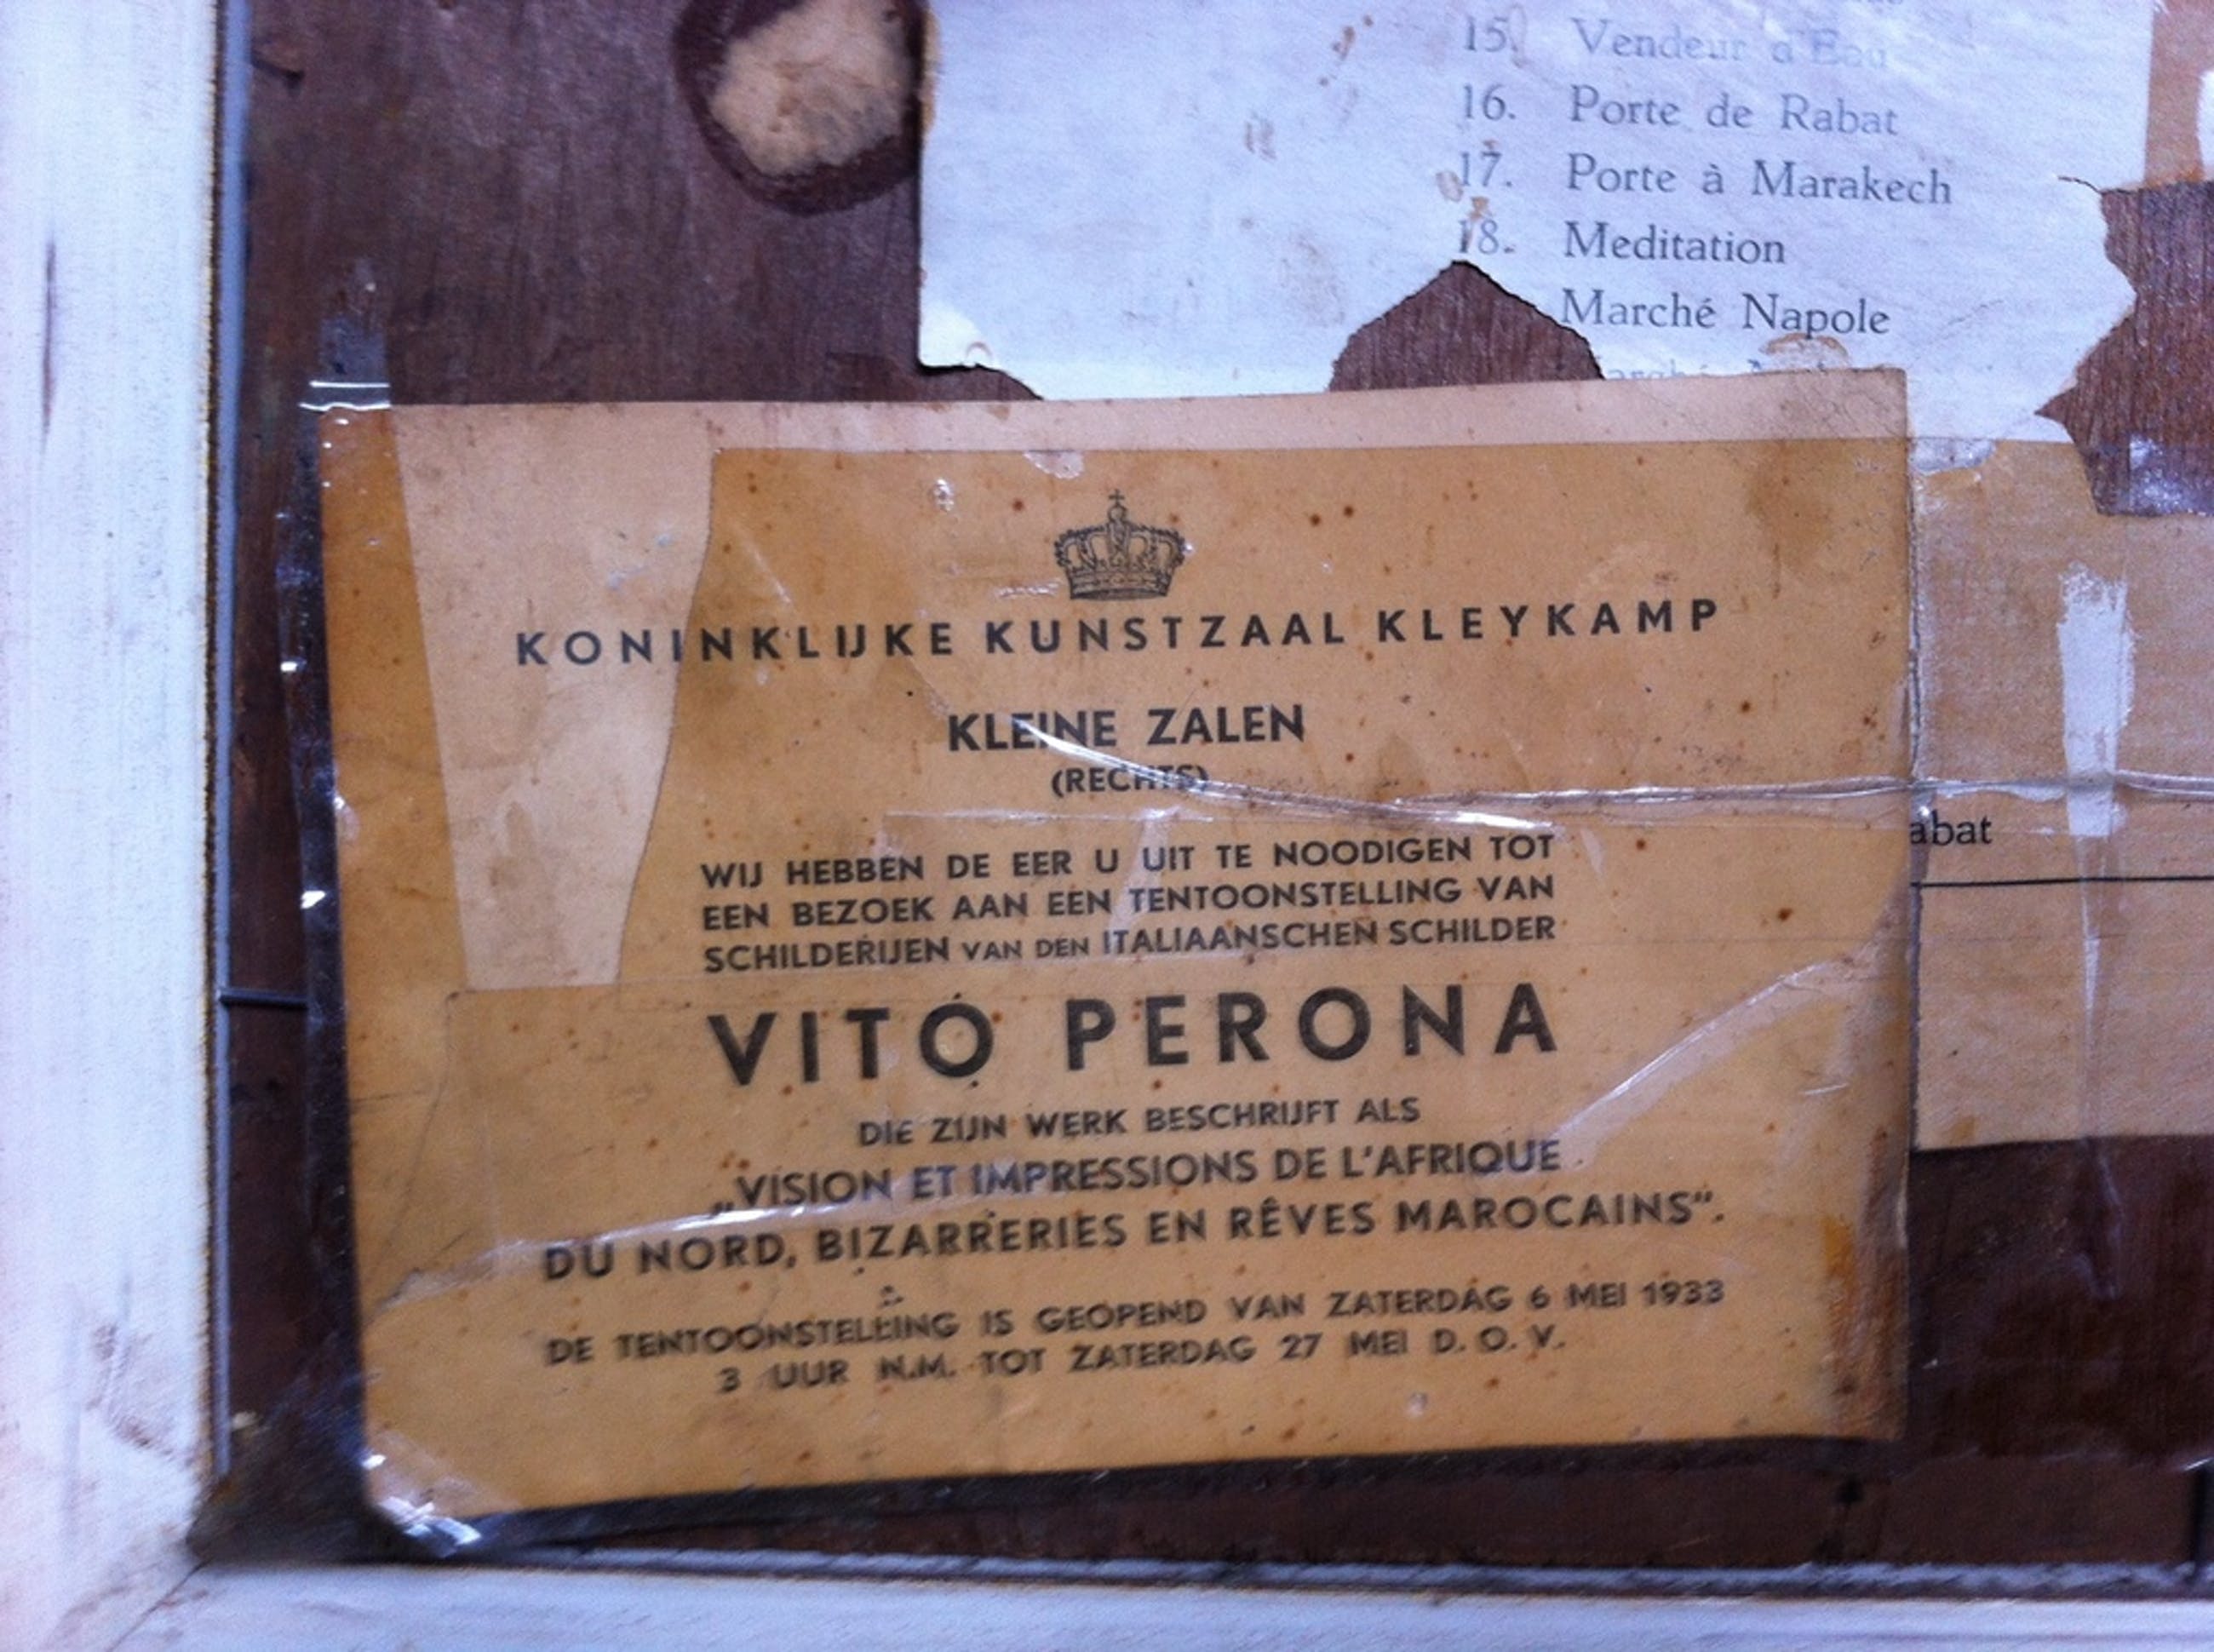 15. Vendeur d'Eau
16. Porte de Rabat
17. Porte à Marakech
18. Meditation
Marché Napole
KONINKLIJKE KUNSTZAAL KLEYKAMP
KLEINE ZALEN
(RECHTS)
WIJ HEBBEN DE EER U UIT TE NOODIGEN TOT
EEN BEZOEK AAN EEN TENTOONSTELLING VAN
SCHILDERIJEN VAN DEN ITALIAANSCHEN SCHILDER
VITO PERONA
DIE ZIJN WERK BESCHRIJFT ALS
„VISION ET IMPRESSIONS DE L'AFRIQUE
DU NORD, BIZARRERIES EN RÊVES MAROCAINS".
DE TENTOONSTELLING IS GEOPEND VAN ZATERDAG 6 MEI 1933
3 UUR N.M. TOT ZATERDAG 27 MEI D.O.V.
abat